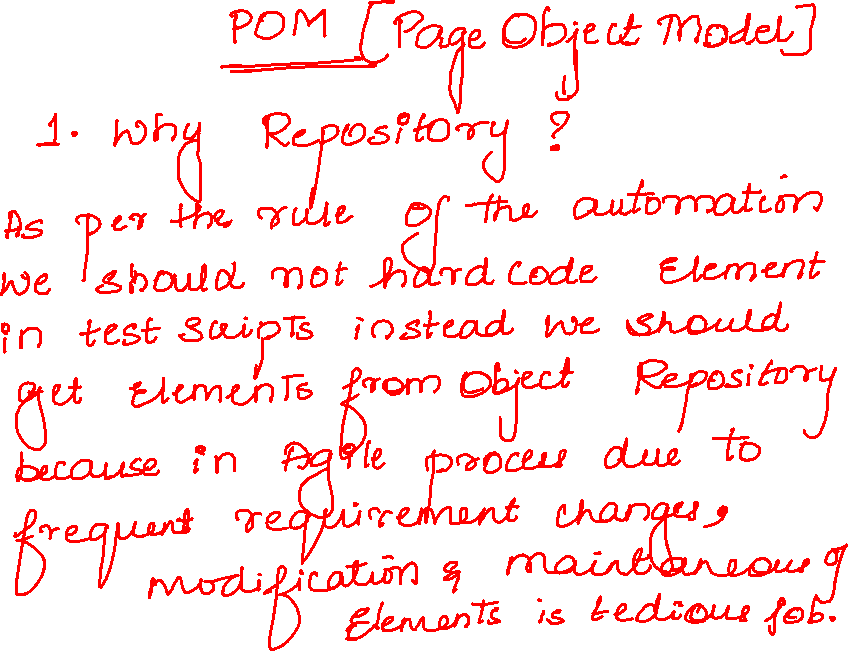 POM [Page Object Model]
1. Why Repository ?
As per the rule of the automation
we should not hard code Element
in test scripts instead we should
get Elements from Object Repository
because in Agile process due to
frequent requirement changes,
modification & maintaneous of
Elements is tedious job.